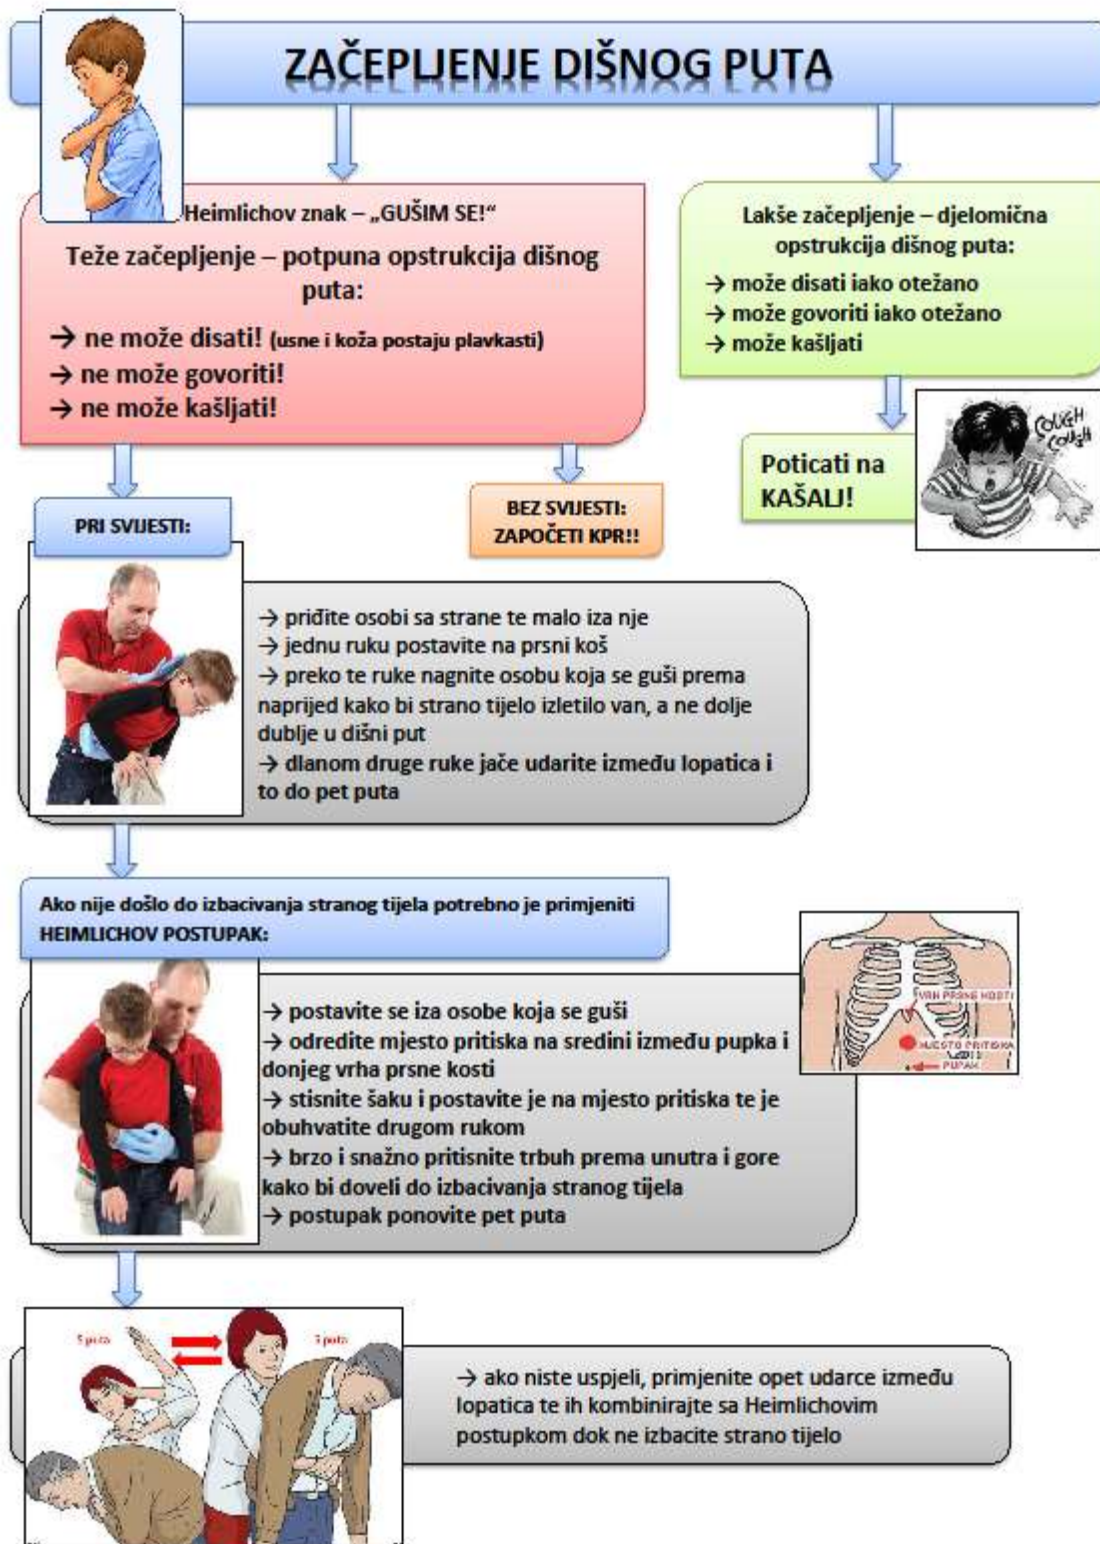 ZAČEPLJENJE DIŠNOG PUTA
Heimlichov znak – „GUŠIM SE!“
Teže začepljenje – potpuna opstrukcija dišnog
puta:
→ ne može disati! (usne i koža postaju plavkasti)
→ ne može govoriti!
→ ne može kašljati!
Lakše začepljenje – djelomična
opstrukcija dišnog puta:
→ može disati iako otežano
→ može govoriti iako otežano
→ može kašljati
Poticati na
KAŠALJ!
COUGH
COUGH
PRI SVIJESTI:
BEZ SVIJESTI:
ZAPOČETI KPR!!
→ priđite osobi sa strane te malo iza nje
→ jednu ruku postavite na prsni koš
→ preko te ruke nagnite osobu koja se guši prema
naprijed kako bi strano tijelo izletilo van, a ne dolje
dublje u dišni put
→ dlanom druge ruke jače udarite između lopatica i
to do pet puta
Ako nije došlo do izbacivanja stranog tijela potrebno je primjeniti
HEIMLICHOV POSTUPAK:
→ postavite se iza osobe koja se guši
→ odredite mjesto pritiska na sredini između pupka i
donjeg vrha prsne kosti
→ stisnite šaku i postavite je na mjesto pritiska te je
obuhvatite drugom rukom
→ brzo i snažno pritisnite trbuh prema unutra i gore
kako bi doveli do izbacivanja stranog tijela
→ postupak ponovite pet puta
VRH PRSNE KOSTI
MJESTO PRITISKA
PUPAK
5 puta
5 puta
→ ako niste uspjeli, primjenite opet udarce između
lopatica te ih kombinirajte sa Heimlichovim
postupkom dok ne izbacite strano tijelo